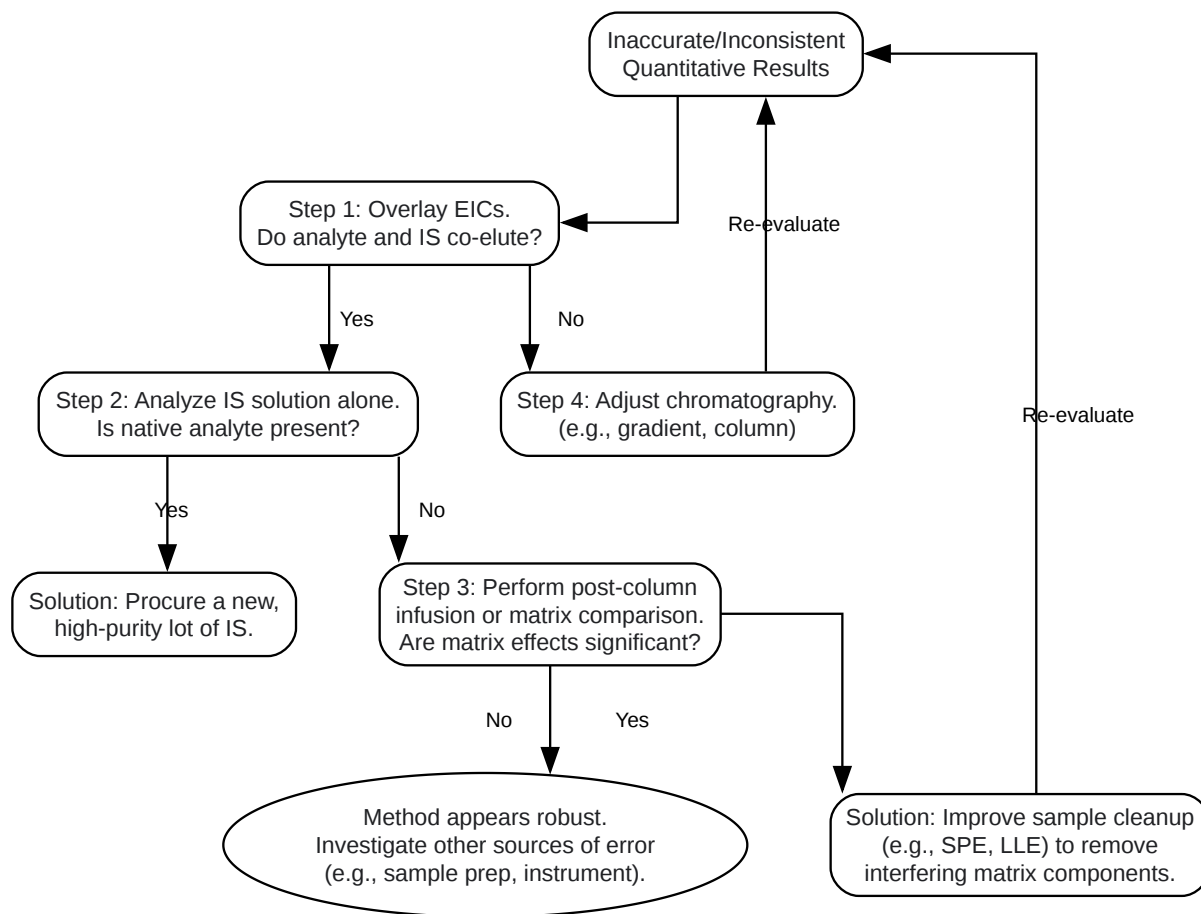 Inaccurate/Inconsistent
Quantitative Results
Step 1: Overlay EICs.
Do analyte and IS co-elute?
Re-evaluate
Yes
No
Step 2: Analyze IS solution alone.
Is native analyte present?
Step 4: Adjust chromatography.
(e.g., gradient, column)
Re-evaluate
Yes
No
Solution: Procure a new,
high-purity lot of IS.
Step 3: Perform post-column
infusion or matrix comparison.
Are matrix effects significant?
No
Yes
Method appears robust.
Investigate other sources of error
(e.g., sample prep, instrument).
Solution: Improve sample cleanup
(e.g., SPE, LLE) to remove
interfering matrix components.